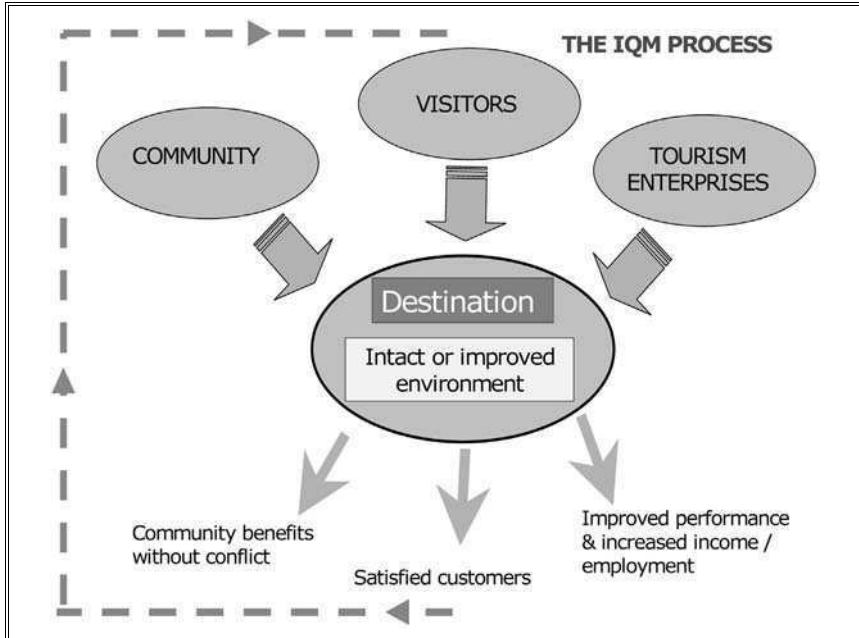 THE IQM PROCESS
VISITORS
COMMUNITY
TOURISM
ENTERPRISES
Destination
Intact or improved
environment
Community benefits
without conflict
Satisfied customers
Improved performance
& increased income /
employment